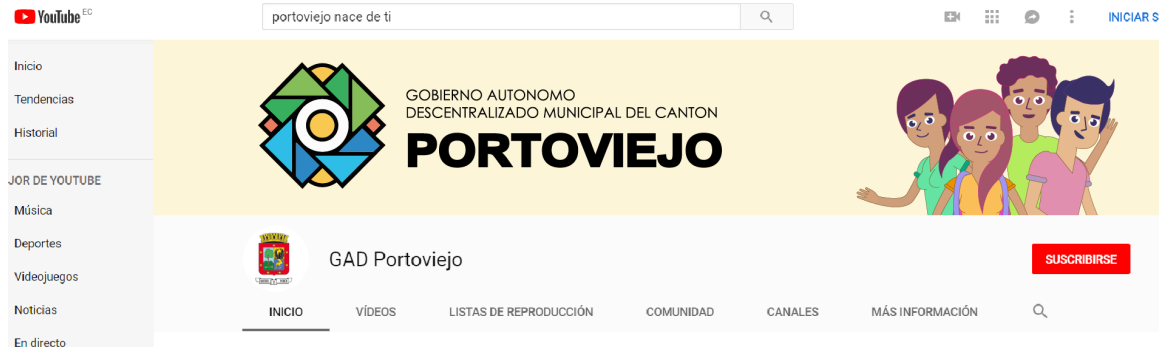 YouTube EC
portoviejo nace de ti
INICIAR S
Inicio
Tendencias
Historial
JOR DE YOUTUBE
Música
Deportes
Videojuegos
Noticias
En directo
GOBIERNO AUTONOMO
DESCENTRALIZADO MUNICIPAL DEL CANTON
PORTOVIEJO
GAD Portoviejo
SUSCRIBIRSE
INICIO VÍDEOS LISTAS DE REPRODUCCIÓN COMUNIDAD CANALES MÁS INFORMACIÓN